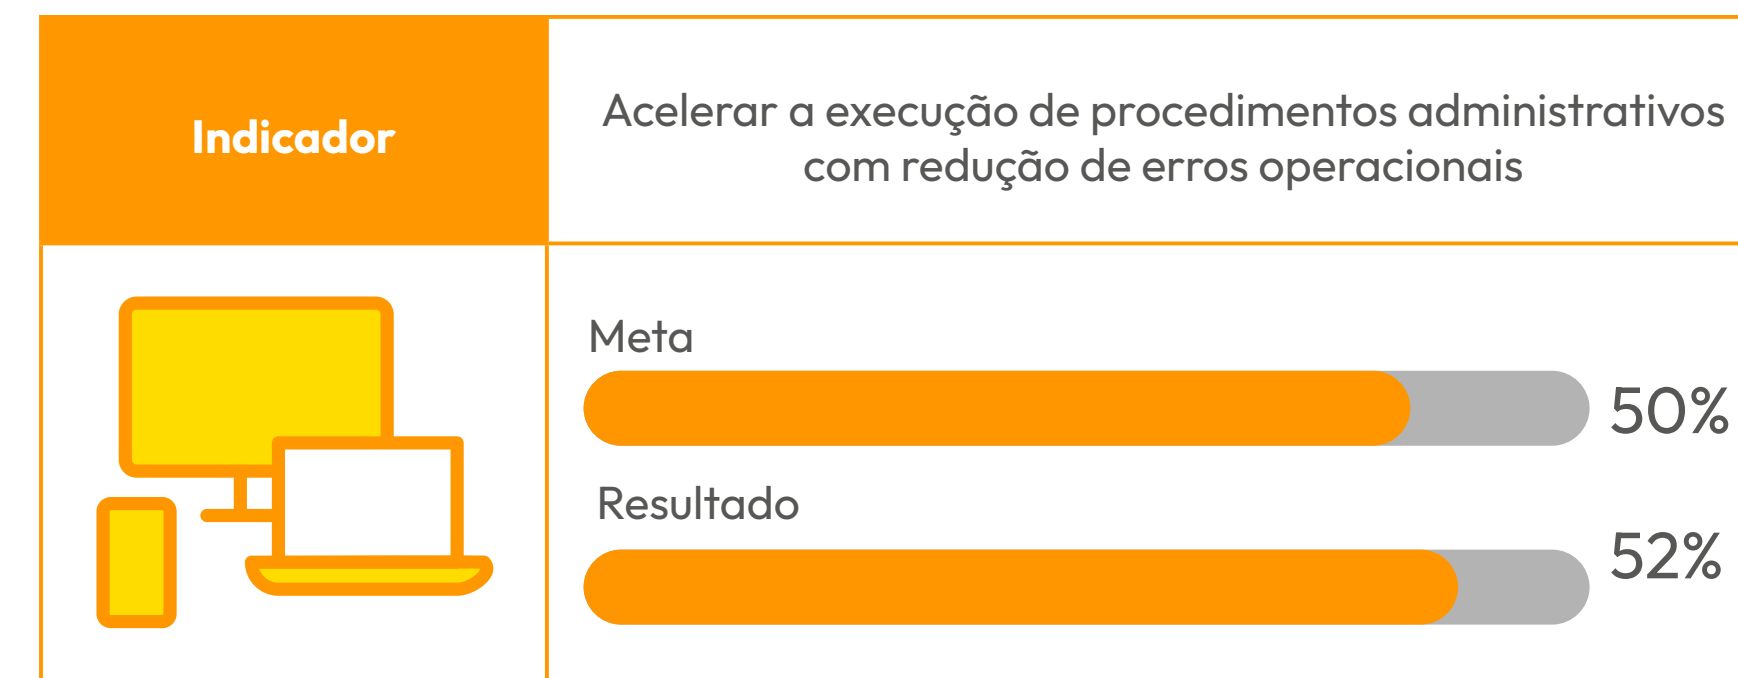 Indicador
Acelerar a execução de procedimentos administrativos
com redução de erros operacionais
Meta
50%
Resultado
52%